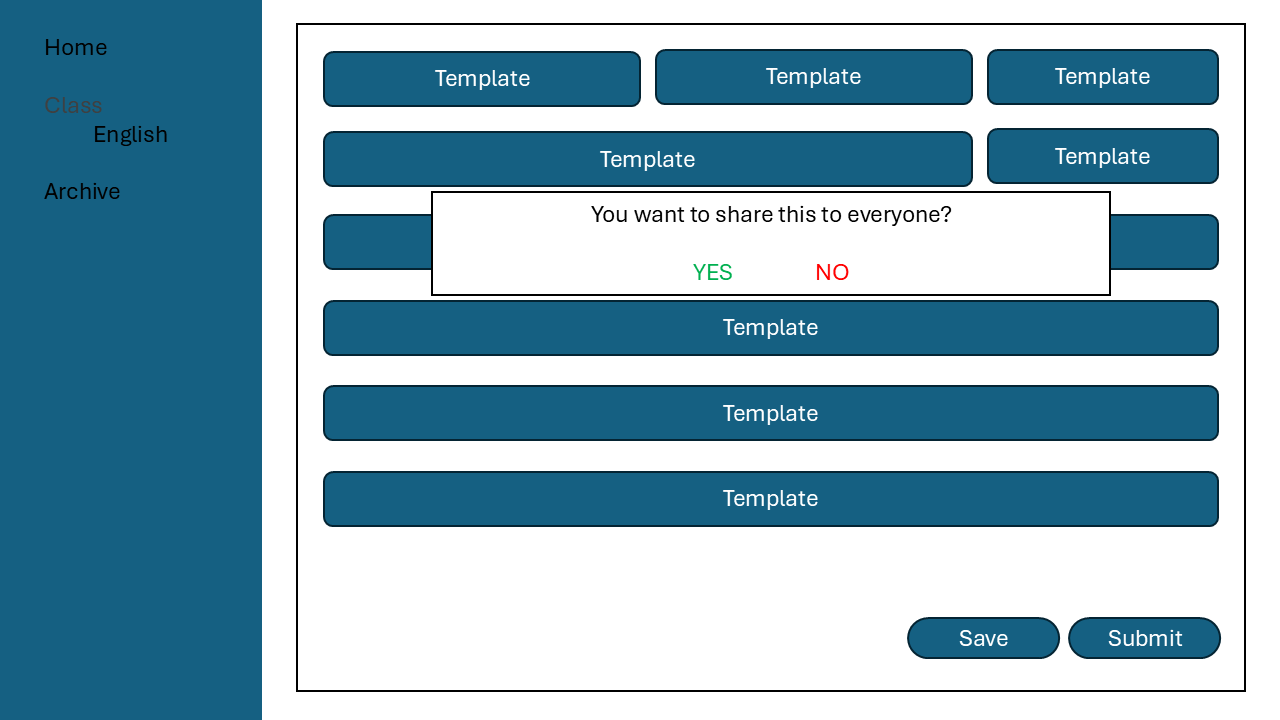 Home
Class
English
Archive
Template Template Template
Template Template
You want to share this to everyone?
YES NO
Template
Template
Template
Save Submit